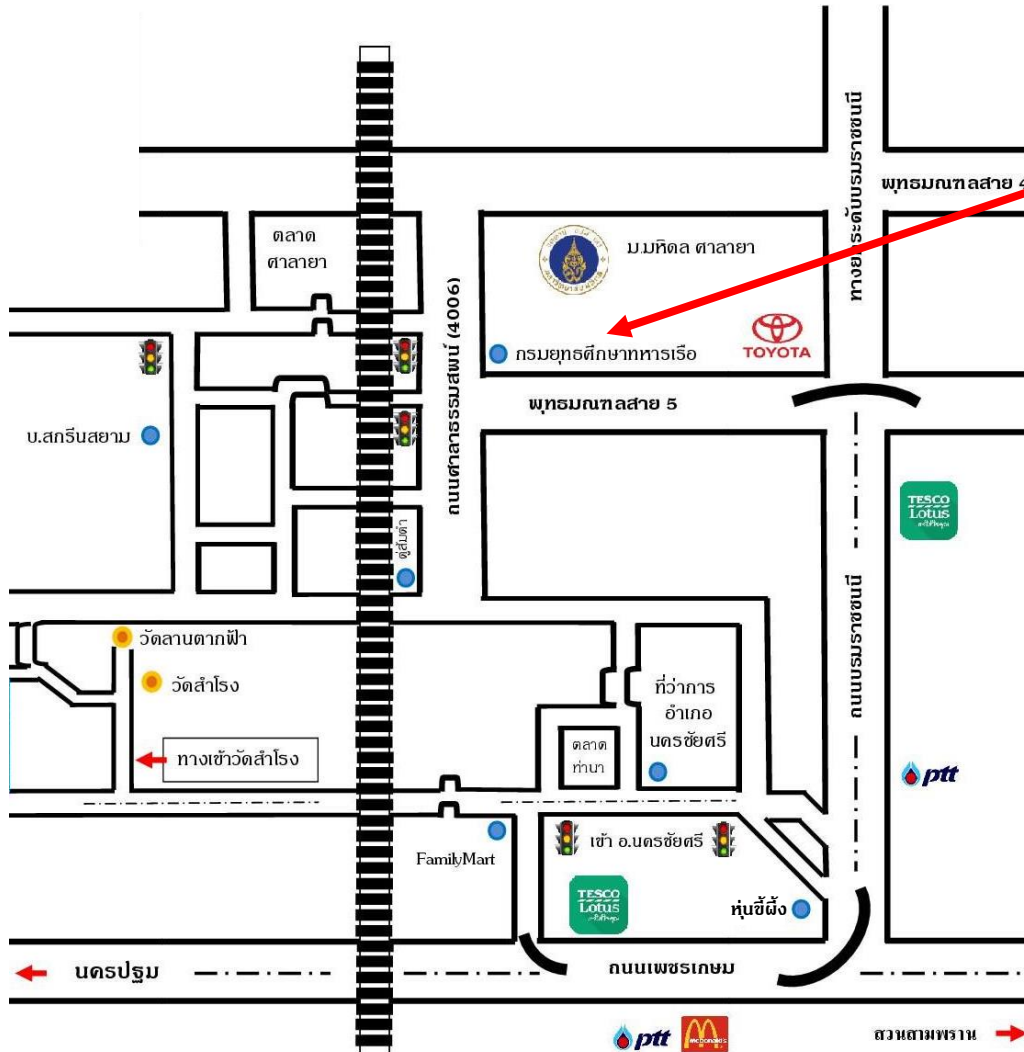 ทางยกระดับบรมราชชนนี
พุทธมณฑลสาย 4
ตลาด
ศาลายา
ม.มหิดล ศาลายา
ถนนศาลาธรรมสพน์ (4006)
TOYOTA
กรมยุทธศึกษาทหารเรือ
พุทธมณฑลสาย 5
บ.สกรีนสยาม
TESCO
Lotus
ตู่ส้มตำ
วัดลานตากฟ้า
วัดสำโรง
ที่ว่าการ
อำเภอ
นครชัยศรี
ถนนบรมราชชนนี
ทางเข้าวัดสำโรง
ตลาด
ท่านา
ptt
FamilyMart
เข้า อ.นครชัยศรี
TESCO
Lotus
หุ่นขี้ผึ้ง
นครปฐม
ถนนเพชรเกษม
ptt
McDonald's
สวนสามพราน